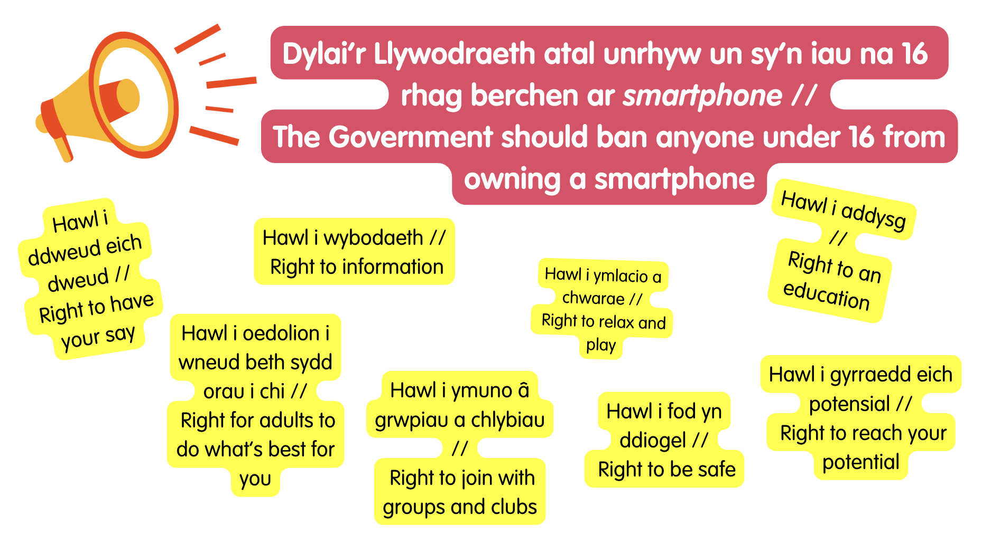 Dylai'r Llywodraeth atal unrhyw un sy'n iau na 16
rhag berchen ar smartphone //
The Government should ban anyone under 16 from
owning a smartphone
Hawl i
ddweud eich
dweud //
Right to have
your say
Hawl i wybodaeth //
Right to information
Hawl i ymlacio a
chwarae //
Right to relax and
play
Hawl i addysg
//
Right to an
education
Hawl i oedolion i
wneud beth sydd
orau i chi //
Right for adults to
do what's best for
you
Hawl i ymuno â
grwpiau a chlybiau
//
Right to join with
groups and clubs
Hawl i fod yn
ddiogel //
Right to be safe
Hawl i gyrraedd eich
potensial //
Right to reach your
potential